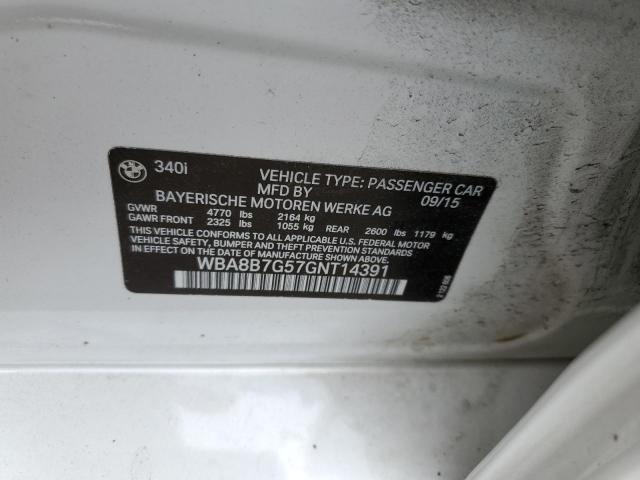 BMW 340i
VEHICLE TYPE: PASSENGER CAR
MFD BY 09/15
BAYERISCHE MOTOREN WERKE AG
GVWR 4770 lbs 2164 kg
GAWR FRONT 2325 lbs 1055 kg REAR 2600 lbs 1179 kg
THIS VEHICLE CONFORMS TO ALL APPLICABLE U.S. FEDERAL MOTOR
VEHICLE SAFETY, BUMPER, AND THEFT PREVENTION STANDARDS
IN EFFECT ON THE DATE OF MANUFACTURE SHOWN ABOVE.
WBA8B7G57GNT14391